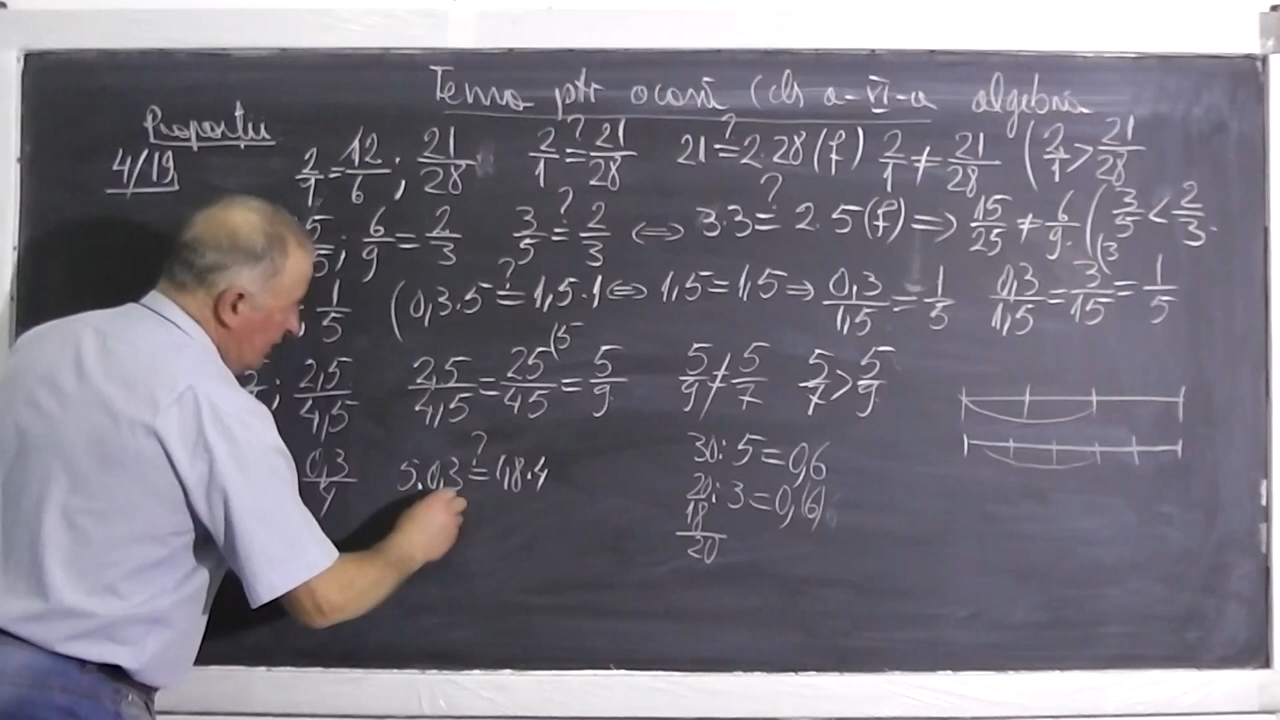 Tema ptr acasă (cls a-VI-a algebra
Proporții
4/19
2/1 = 12/6 ; 21/28   2/1 ?= 21/28   21 ?= 2.28 (f)   2/1 ≠ 21/28   (2/1 > 21/28
5/5 ; 6/9 = 2/3   3/5 ?= 2/3 ⇔ 3.3 ?= 2.5 (f) ⇒ 15/25 ≠ 6/9 (3/5 < 2/3.
1/5   (0,3.5 ?= 1,5.1 ⇔ 1,5 = 1,5 ⇒ 0,3/1,5 = 1/5   0,3/1,5 = 3/15 (3 = 1/5
; 2,5/4,5   2,5/4,5 = 25/45 (5 = 5/9   5/9 ≠ 5/7   5/7 > 5/9
0,3/4   5.0,3 ?= 1,8.4
30:5=0,6
20:3=0,(6)
18
20